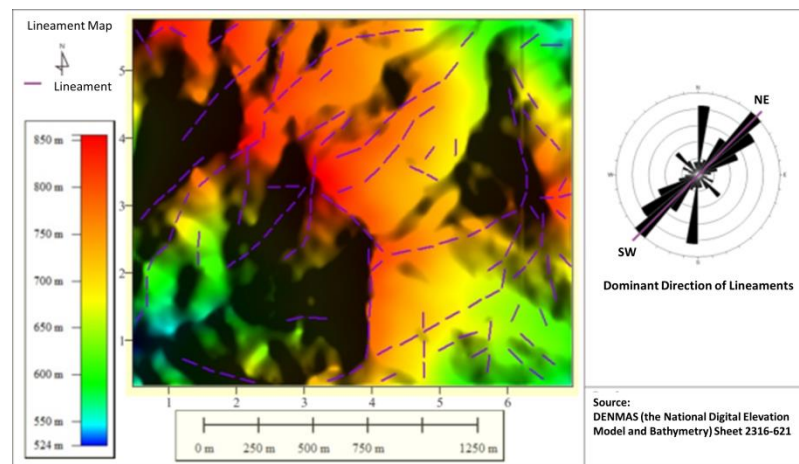 Lineament Map
N
Lineament
850 m
800 m
750 m
700 m
650 m
600 m
550 m
524 m
5
4
3
2
1
1 2 3 4 5 6
0 m 250 m 500 m 750 m 1250 m
N
NE
W
E
S
SW
Dominant Direction of Lineaments
Source:
DENMAS (the National Digital Elevation
Model and Bathymetry) Sheet 2316-621